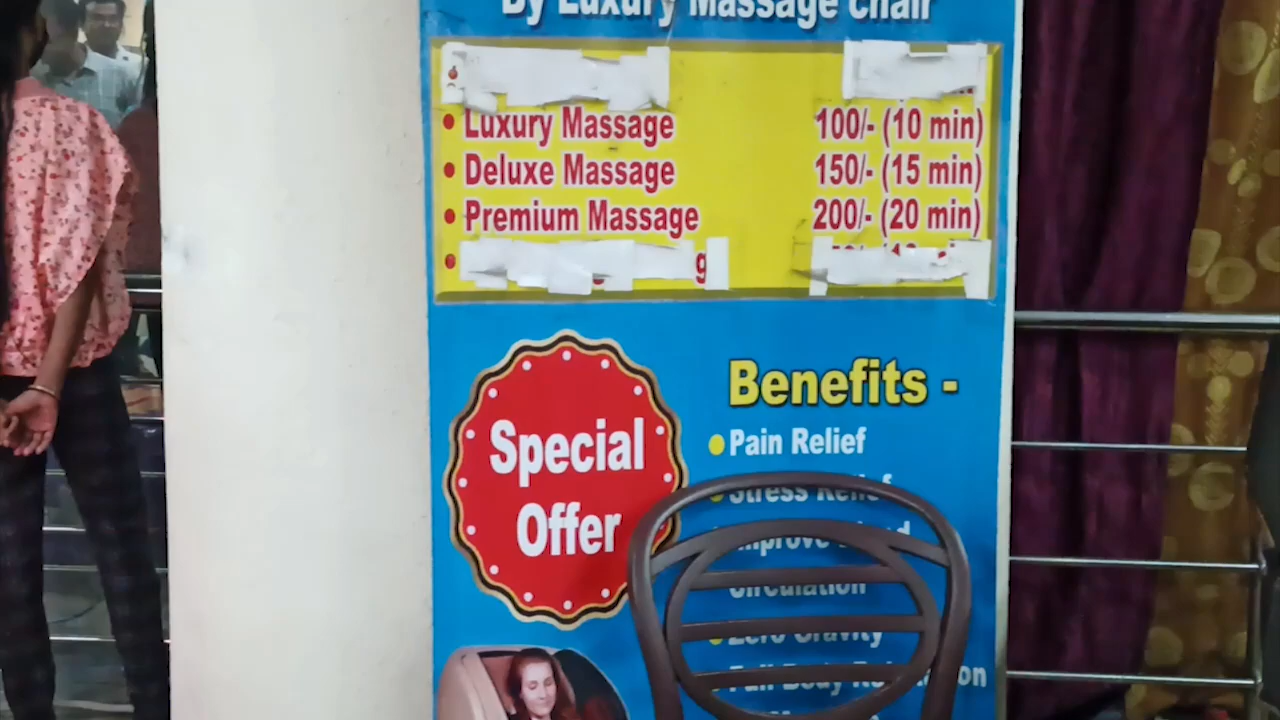 By Luxury Massage Chair
• Luxury Massage 100/- (10 min)
• Deluxe Massage 150/- (15 min)
• Premium Massage 200/- (20 min)
Special
Offer
Benefits -
Pain Relief
Stress Relief
Improve
Circulation
Zero Gravity
Full Body